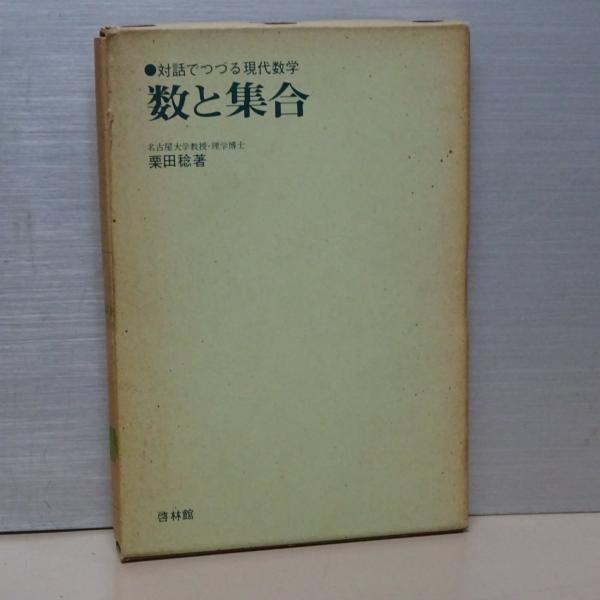 ●対話でつづる現代数学
数と集合
名古屋大学教授・理学博士
栗田稔著
啓林館